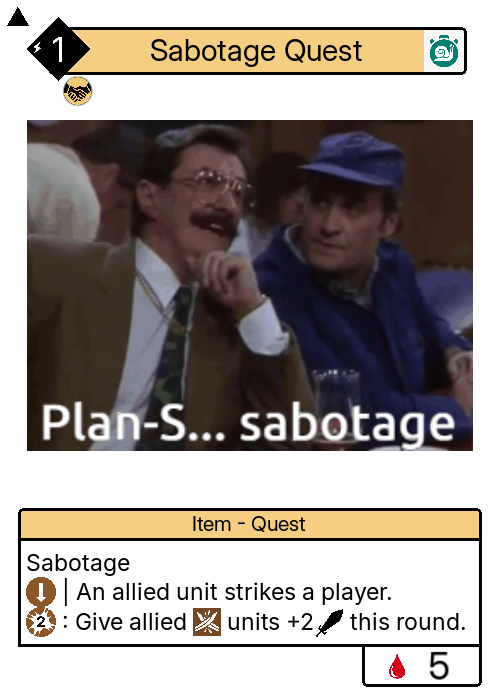 1
Sabotage Quest
Plan-S... sabotage
Item - Quest
Sabotage
| An allied unit strikes a player.
2 : Give allied units +2 this round.
5